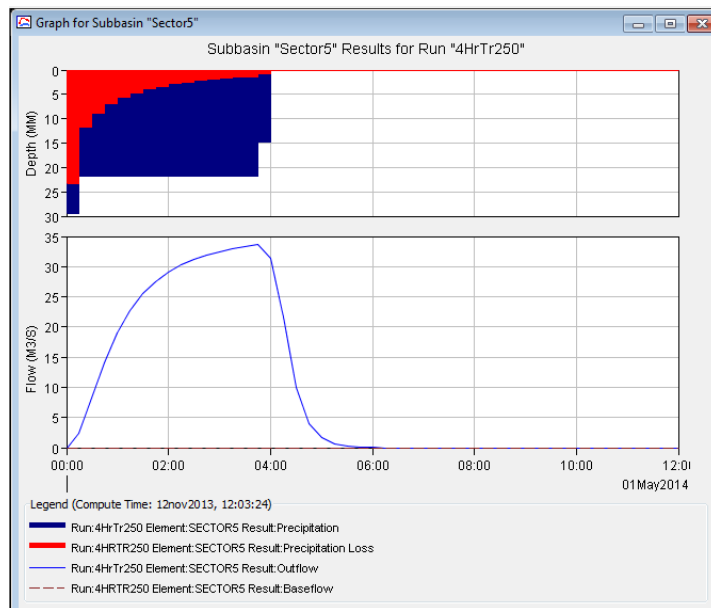 Graph for Subbasin "Sector5"
Subbasin "Sector5" Results for Run "4HrTr250"
Depth (MM)
0
5
10
15
20
25
30
Flow (M3/S)
35
30
25
20
15
10
5
0
00:00 02:00 04:00 06:00 08:00 10:00 12:0
01May2014
Legend (Compute Time: 12nov2013, 12:03:24)
Run:4HrTr250 Element:SECTOR5 Result:Precipitation
Run:4HRTR250 Element:SECTOR5 Result:Precipitation Loss
Run:4HrTr250 Element:SECTOR5 Result:Outflow
Run:4HRTR250 Element:SECTOR5 Result:Baseflow